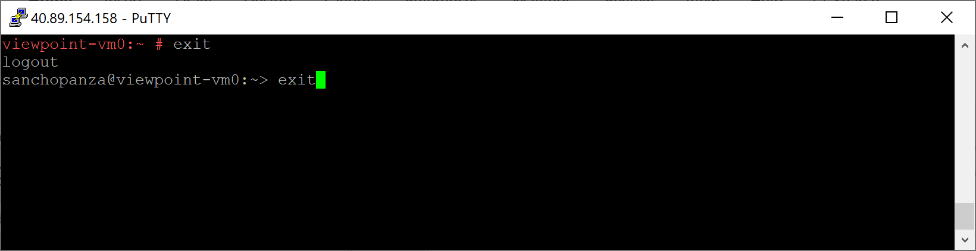 40.89.154.158 - PuTTY
viewpoint-vm0:~ # exit
logout
sanchopanza@viewpoint-vm0:~> exit